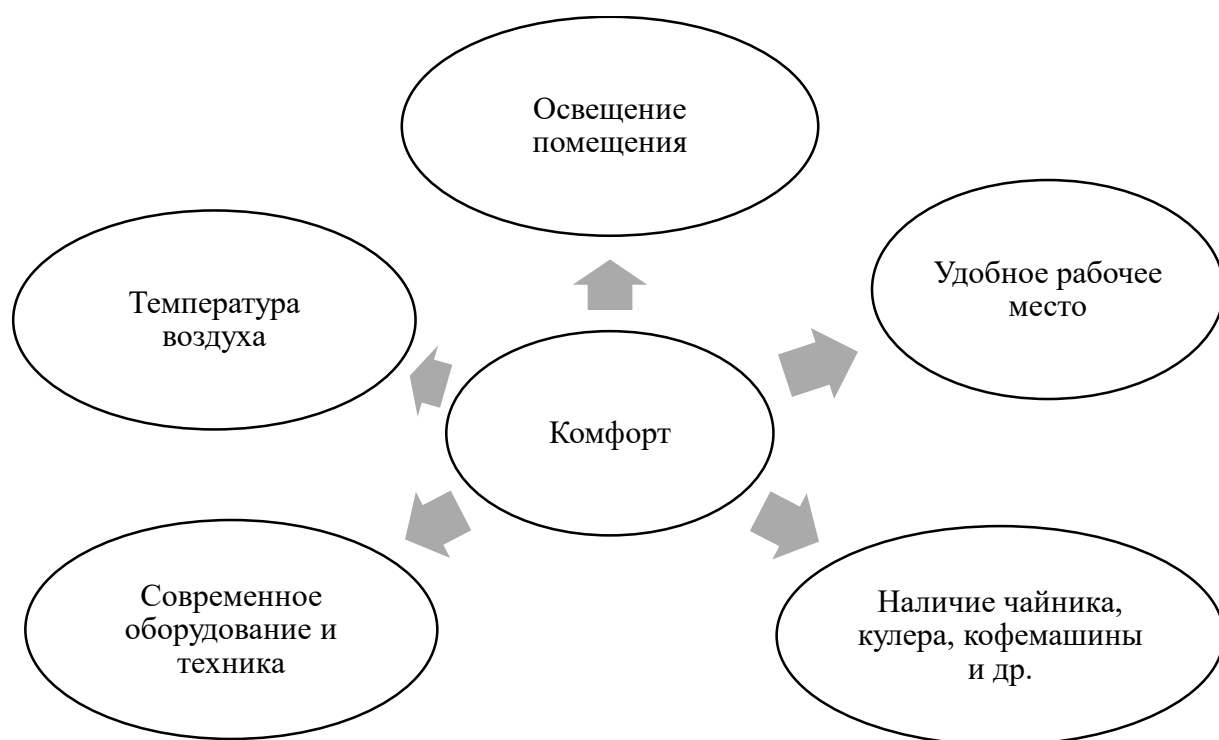 Освещение
помещения
Удобное рабочее
место
Температура
воздуха
Комфорт
Современное
оборудование и
техника
Наличие чайника,
кулера, кофемашины
и др.